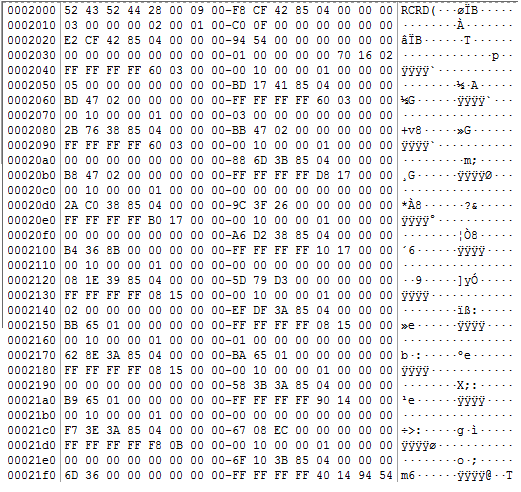 0002000 52 43 52 44 28 00 09 00-F8 CF 42 85 04 00 00 00 RCRD(···øÏB·····
0002010 03 00 00 00 02 00 01 00-C0 0F 00 00 00 00 00 00 ········À·······
0002020 E2 CF 42 85 04 00 00 00-94 54 00 00 00 00 00 00 âÏB······T······
0002030 00 00 00 00 00 00 00 00-01 00 00 00 00 70 16 02 ·············p··
0002040 FF FF FF FF 60 03 00 00-00 10 00 00 01 00 00 00 ÿÿÿÿ`···········
0002050 05 00 00 00 00 00 00 00-BD 17 41 85 04 00 00 00 ········½·A·····
0002060 BD 47 02 00 00 00 00 00-FF FF FF FF 60 03 00 00 ½G······ÿÿÿÿ`···
0002070 00 10 00 00 01 00 00 00-03 00 00 00 00 00 00 00 ················
0002080 2B 76 38 85 04 00 00 00-BB 47 02 00 00 00 00 00 +v8·····»G······
0002090 FF FF FF FF 60 03 00 00-00 10 00 00 01 00 00 00 ÿÿÿÿ`···········
00020a0 00 00 00 00 00 00 00 00-88 6D 3B 85 04 00 00 00 ·········m;·····
00020b0 B8 47 02 00 00 00 00 00-FF FF FF FF D8 17 00 00 ¸G······ÿÿÿÿØ···
00020c0 00 10 00 00 01 00 00 00-00 00 00 00 00 00 00 00 ················
00020d0 2A C0 38 85 04 00 00 00-9C 3F 26 00 00 00 00 00 *À8······?&·····
00020e0 FF FF FF FF B0 17 00 00-00 10 00 00 01 00 00 00 ÿÿÿÿ°···········
00020f0 00 00 00 00 00 00 00 00-A6 D2 38 85 04 00 00 00 ········¦Ò8·····
0002100 B4 36 8B 00 00 00 00 00-FF FF FF FF 10 17 00 00 ´6······ÿÿÿÿ····
0002110 00 10 00 00 01 00 00 00-00 00 00 00 00 00 00 00 ················
0002120 08 1E 39 85 04 00 00 00-5D 79 D3 00 00 00 00 00 ··9·····]yÓ·····
0002130 FF FF FF FF 08 15 00 00-00 10 00 00 01 00 00 00 ÿÿÿÿ············
0002140 02 00 00 00 00 00 00 00-EF DF 3A 85 04 00 00 00 ········ïß:·····
0002150 BB 65 01 00 00 00 00 00-FF FF FF FF 08 15 00 00 »e······ÿÿÿÿ····
0002160 00 10 00 00 01 00 00 00-01 00 00 00 00 00 00 00 ················
0002170 62 8E 3A 85 04 00 00 00-BA 65 01 00 00 00 00 00 b·:·····ºe······
0002180 FF FF FF FF 08 15 00 00-00 10 00 00 01 00 00 00 ÿÿÿÿ············
0002190 00 00 00 00 00 00 00 00-58 3B 3A 85 04 00 00 00 ········X;:·····
00021a0 B9 65 01 00 00 00 00 00-FF FF FF FF 90 14 00 00 ¹e······ÿÿÿÿ····
00021b0 00 10 00 00 01 00 00 00-00 00 00 00 00 00 00 00 ················
00021c0 F7 3E 3A 85 04 00 00 00-67 08 EC 00 00 00 00 00 ÷>:·····g·ì·····
00021d0 FF FF FF FF F8 0B 00 00-00 10 00 00 01 00 00 00 ÿÿÿÿø···········
00021e0 00 00 00 00 00 00 00 00-6F 10 3B 85 04 00 00 00 ········o·;·····
00021f0 6D 36 00 00 00 00 00 00-FF FF FF FF 40 14 94 54 m6······ÿÿÿÿ@··T